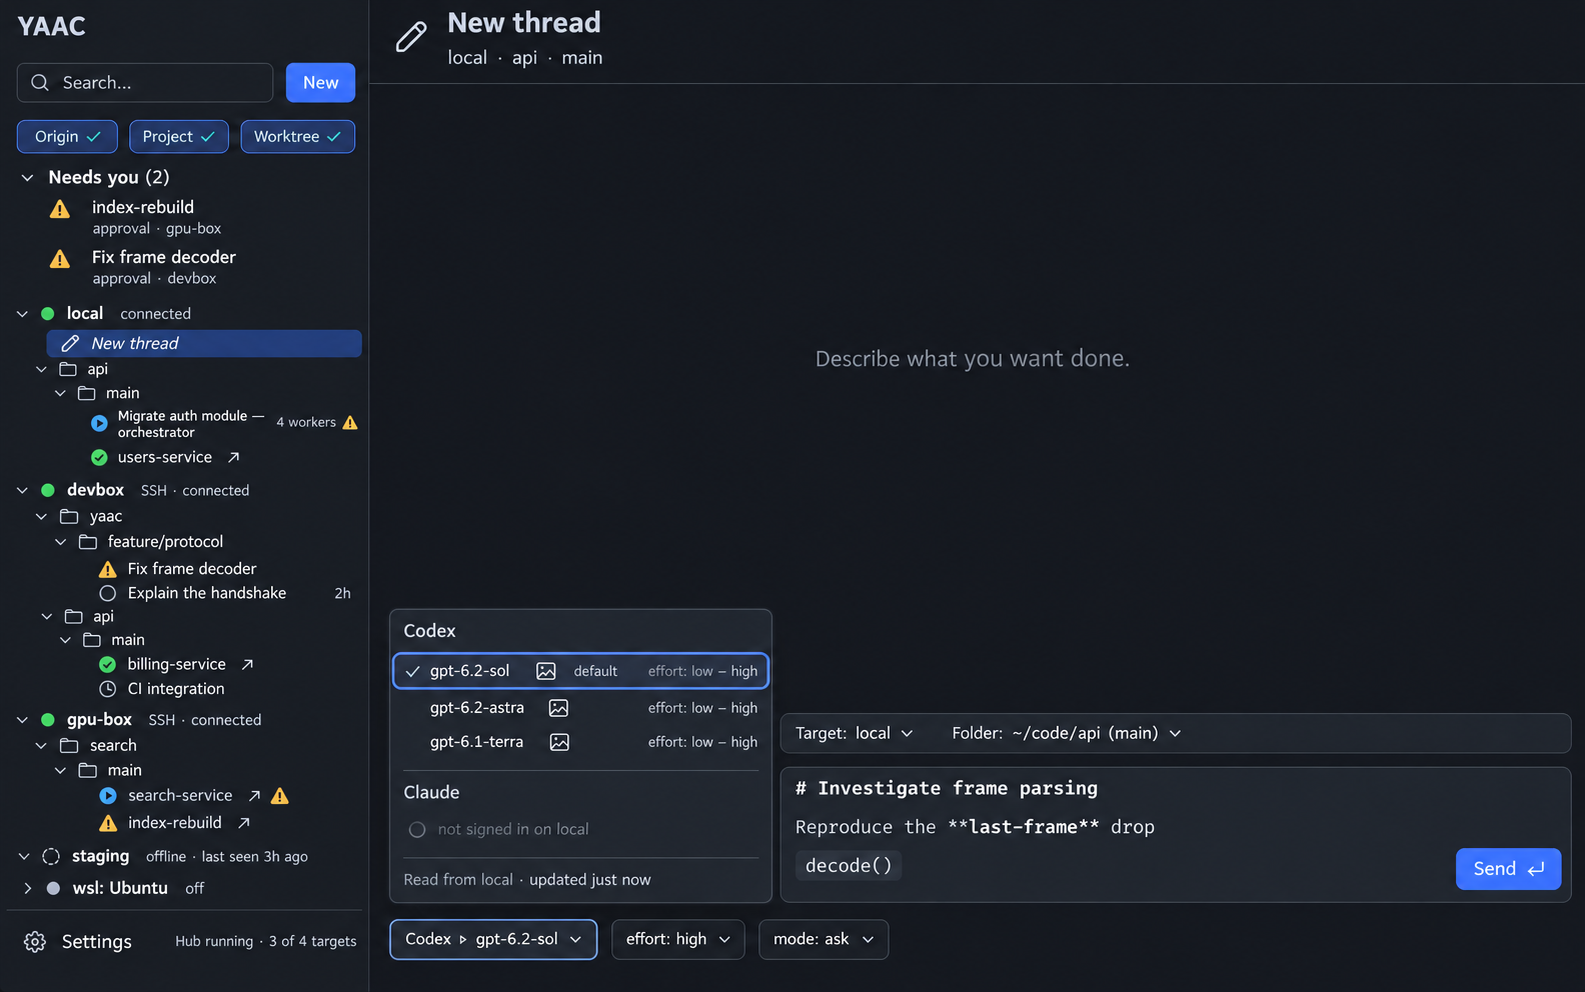 YAAC
Search...
New
Origin
Project
Worktree
Needs you (2)
index-rebuild
approval · gpu-box
Fix frame decoder
approval · devbox
local connected
New thread
api
main
Migrate auth module —
orchestrator
4 workers
users-service
devbox SSH · connected
yaac
feature/protocol
Fix frame decoder
Explain the handshake 2h
api
main
billing-service
CI integration
gpu-box SSH · connected
search
main
search-service
index-rebuild
staging offline · last seen 3h ago
wsl: Ubuntu off
Settings Hub running · 3 of 4 targets
New thread
local · api · main
Describe what you want done.
Codex
gpt-6.2-sol default effort: low – high
gpt-6.2-astra effort: low – high
gpt-6.1-terra effort: low – high
Claude
not signed in on local
Read from local · updated just now
Target: local Folder: ~/code/api (main)
# Investigate frame parsing
Reproduce the **last-frame** drop
decode()
Send
Codex ▹ gpt-6.2-sol
effort: high
mode: ask